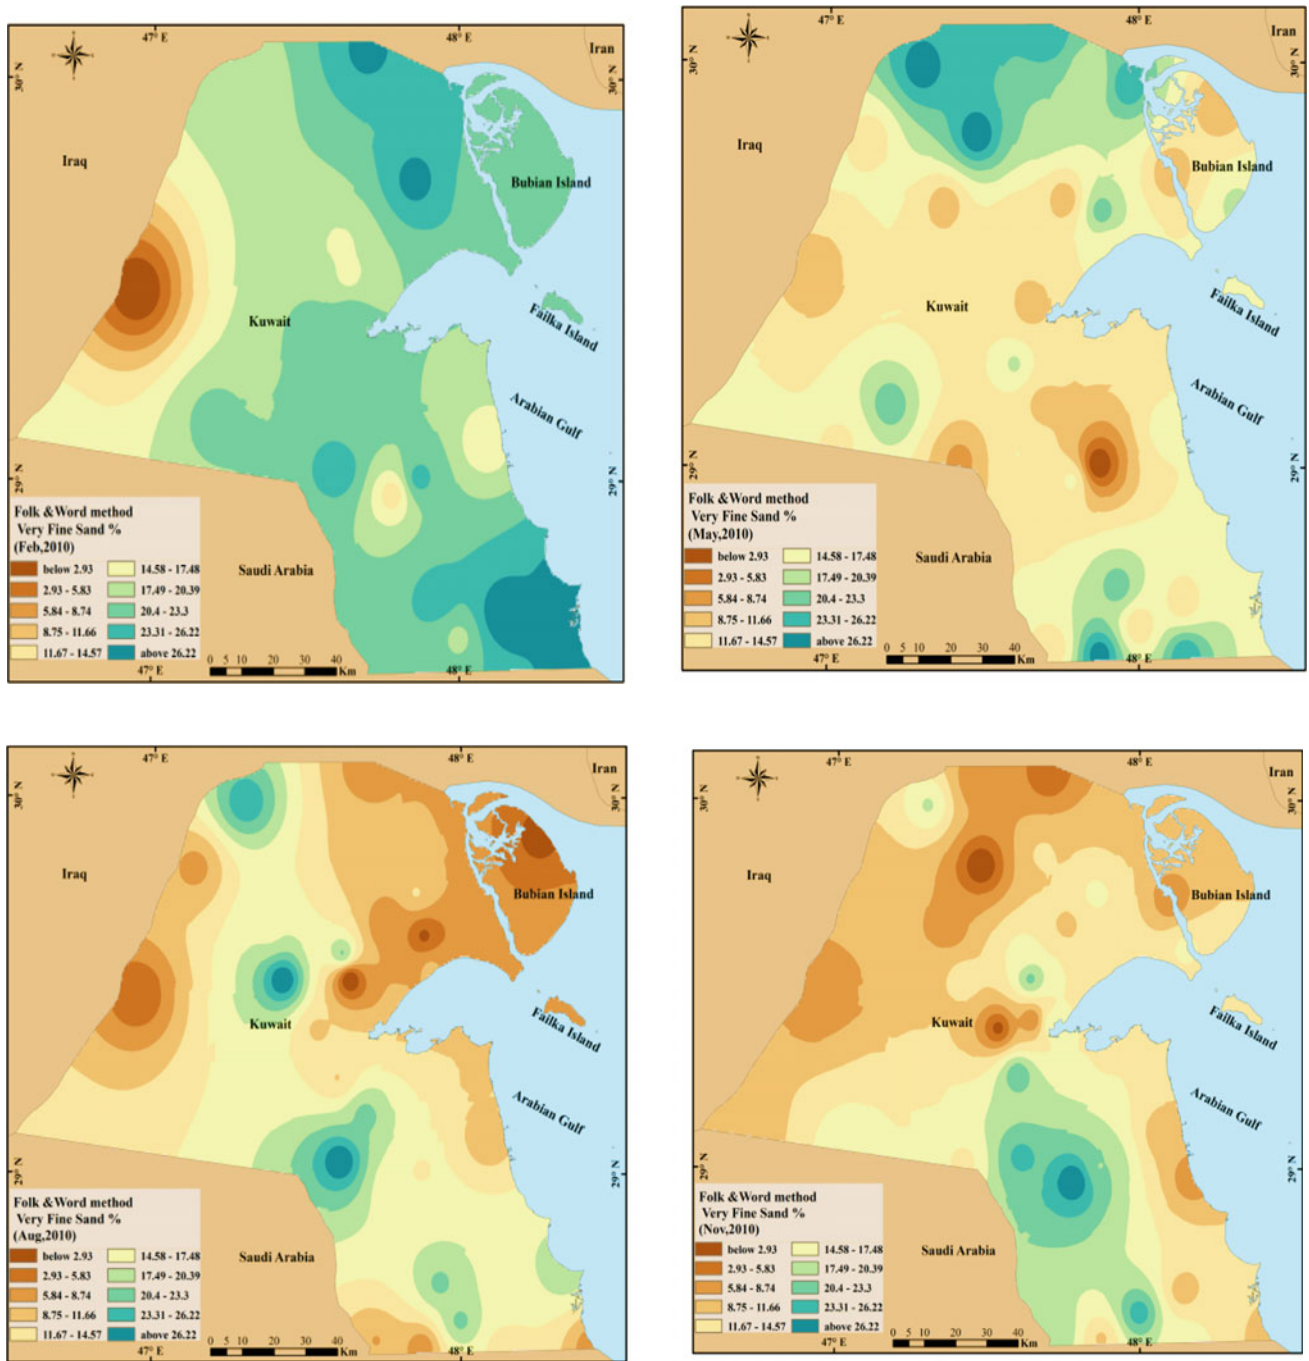 47° E
48° E
Iran
30° N
30° N
Iraq
Bubian Island
Kuwait
Failka Island
Arabian Gulf
29° N
Folk &Word method
Very Fine Sand %
(Feb,2010)
below 2.93
14.58 - 17.48
2.93 - 5.83
17.49 - 20.39
5.84 - 8.74
20.4 - 23.3
8.75 - 11.66
23.31 - 26.22
11.67 - 14.57
above 26.22
Saudi Arabia
0 5 10 20 30 40
Km
47° E
48° E
47° E
48° E
Iran
30° N
30° N
Iraq
Bubian Island
Kuwait
Failka Island
Arabian Gulf
29° N
29° N
Folk &Word method
Very Fine Sand %
(May,2010)
below 2.93
14.58 - 17.48
2.93 - 5.83
17.49 - 20.39
5.84 - 8.74
20.4 - 23.3
8.75 - 11.66
23.31 - 26.22
11.67 - 14.57
above 26.22
Saudi Arabia
0 5 10 20 30 40
Km
47° E
48° E
47° E
48° E
Iran
30° N
30° N
Iraq
Bubian Island
Kuwait
Failka Island
Arabian Gulf
29° N
29° N
Folk &Word method
Very Fine Sand %
(Aug,2010)
below 2.93
14.58 - 17.48
2.93 - 5.83
17.49 - 20.39
5.84 - 8.74
20.4 - 23.3
8.75 - 11.66
23.31 - 26.22
11.67 - 14.57
above 26.22
Saudi Arabia
0 5 10 20 30 40
Km
47° E
48° E
47° E
48° E
Iran
30° N
30° N
Iraq
Bubian Island
Kuwait
Failka Island
Arabian Gulf
29° N
29° N
Folk &Word method
Very Fine Sand %
(Nov,2010)
below 2.93
14.58 - 17.48
2.93 - 5.83
17.49 - 20.39
5.84 - 8.74
20.4 - 23.3
8.75 - 11.66
23.31 - 26.22
11.67 - 14.57
above 26.22
Saudi Arabia
0 5 10 20 30 40
Km
47° E
48° E